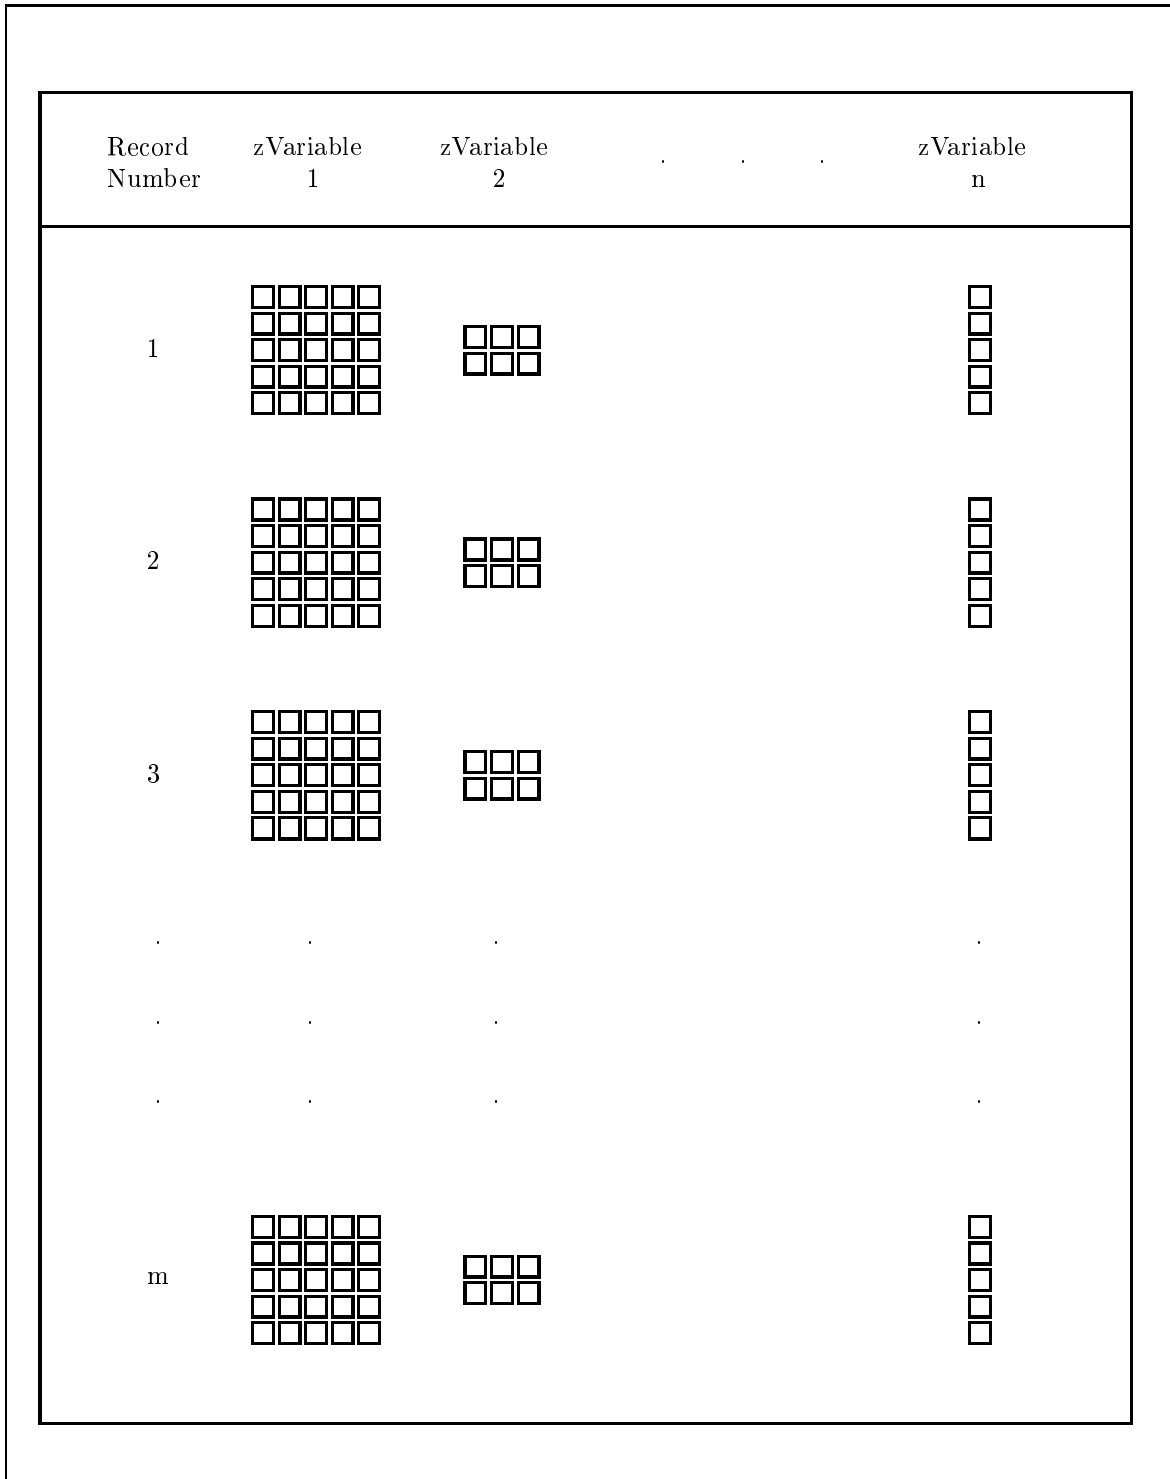 Record zVariable zVariable . . . zVariable
Number 1 2 n
1
2
3
. . . .
. . . .
. . . .
m